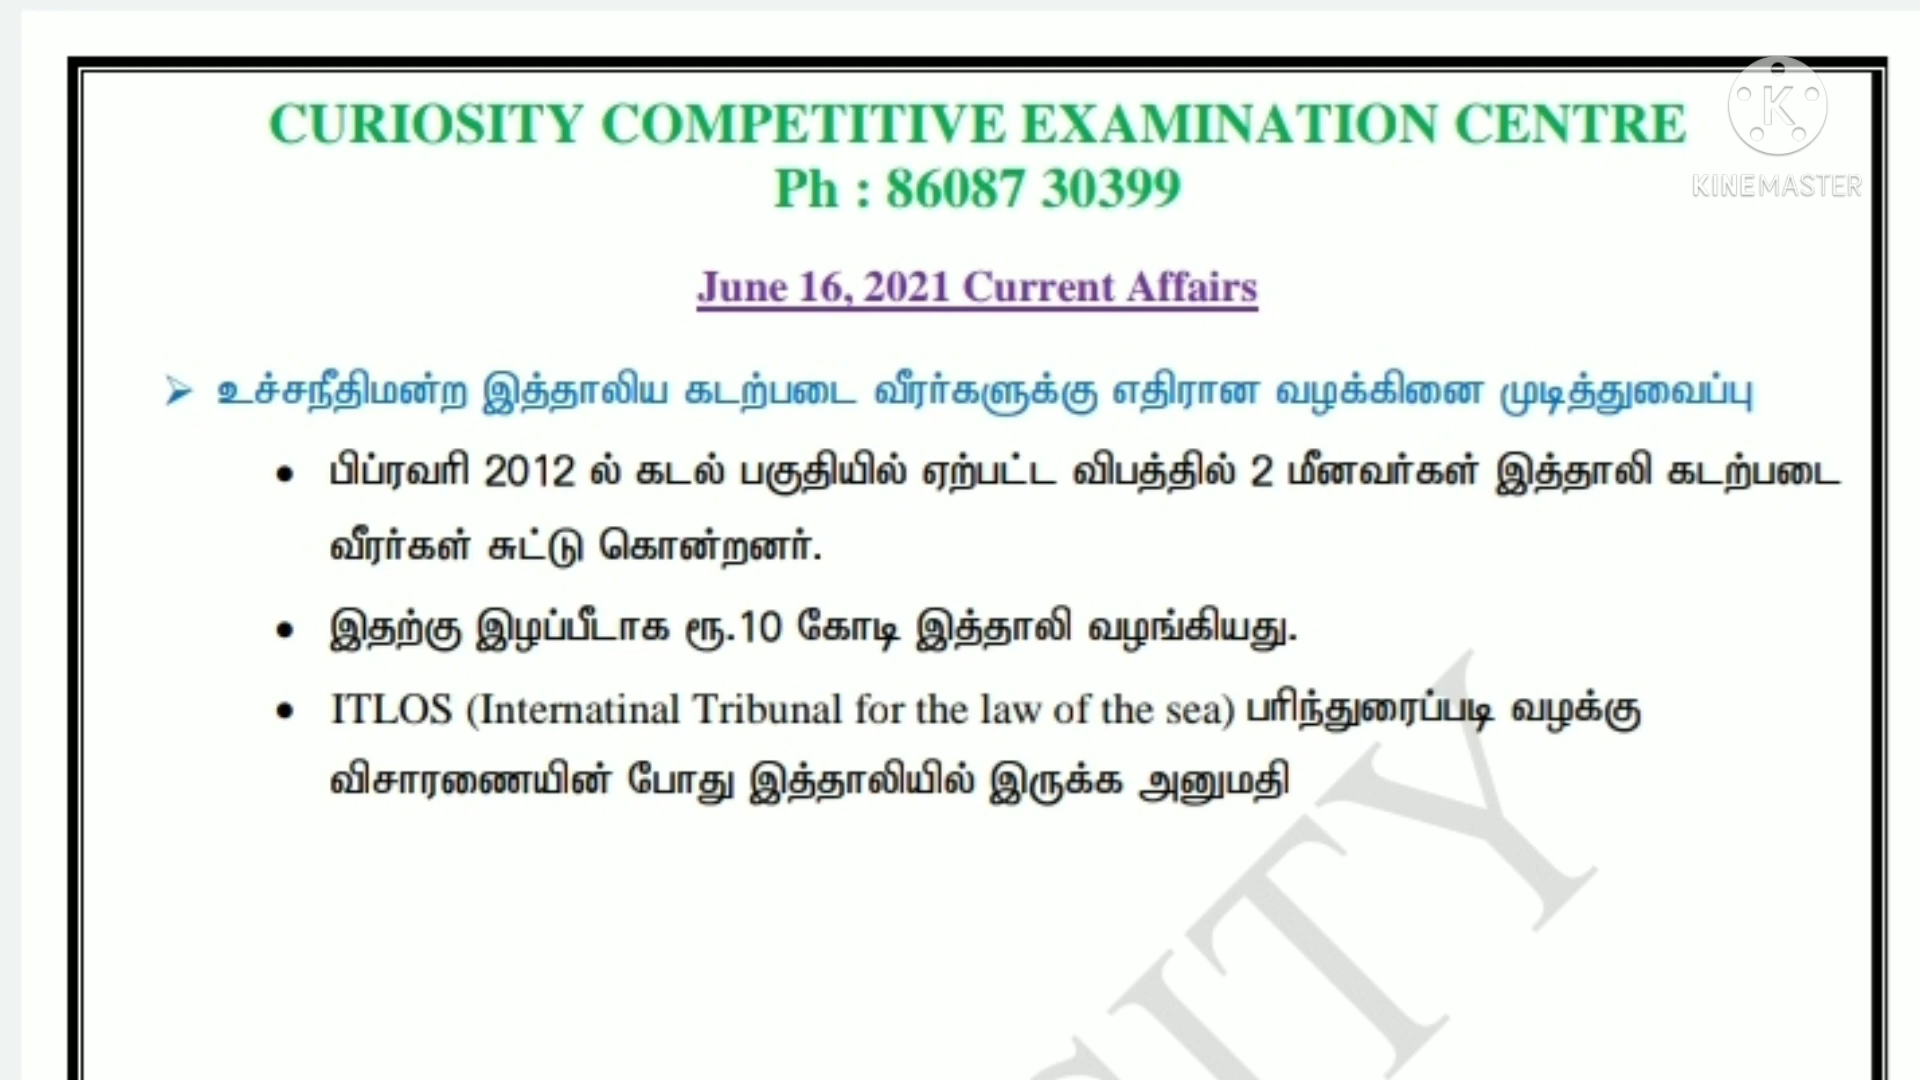 CURIOSITY COMPETITIVE EXAMINATION CENTRE
KINEMASTER
Ph : 86087 30399
June 16, 2021 Current Affairs
➢ உச்சநீதிமன்ற இத்தாலிய கடற்படை வீரர்களுக்கு எதிரான வழக்கினை முடித்துவைப்பு
• பிப்ரவரி 2012 ல் கடல் பகுதியில் ஏற்பட்ட விபத்தில் 2 மீனவர்கள் இத்தாலி கடற்படை
வீரர்கள் சுட்டு கொன்றனர்.
• இதற்கு இழப்பீடாக ரூ.10 கோடி இத்தாலி வழங்கியது.
• ITLOS (Internatinal Tribunal for the law of the sea) பரிந்துரைப்படி வழக்கு
விசாரணையின் போது இத்தாலியில் இருக்க அனுமதி
SITY